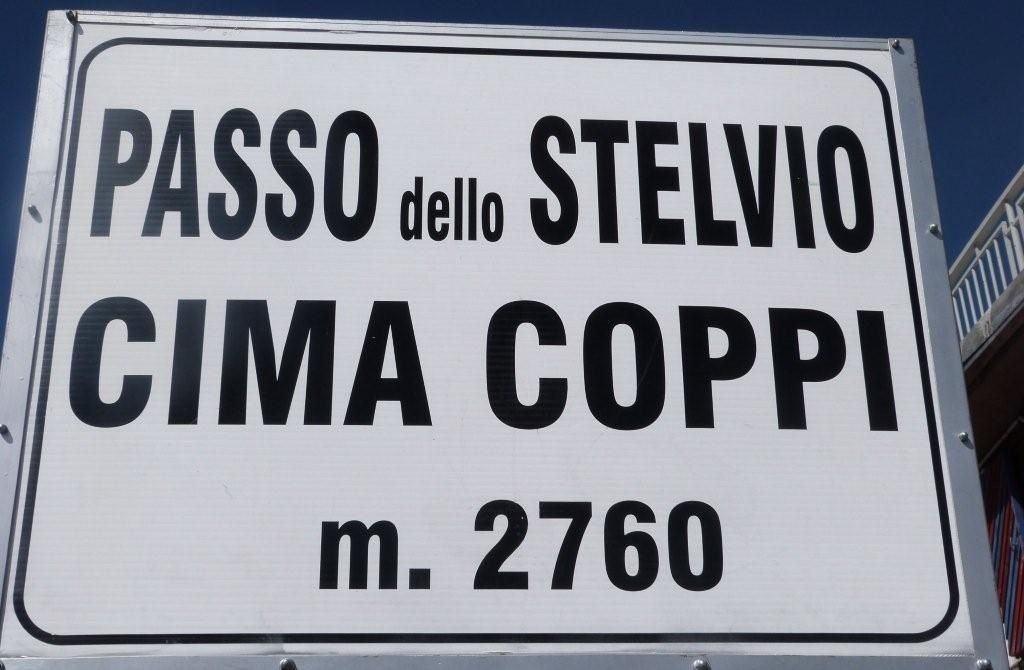 PASSO dello STELVIO
CIMA COPPI
m. 2760